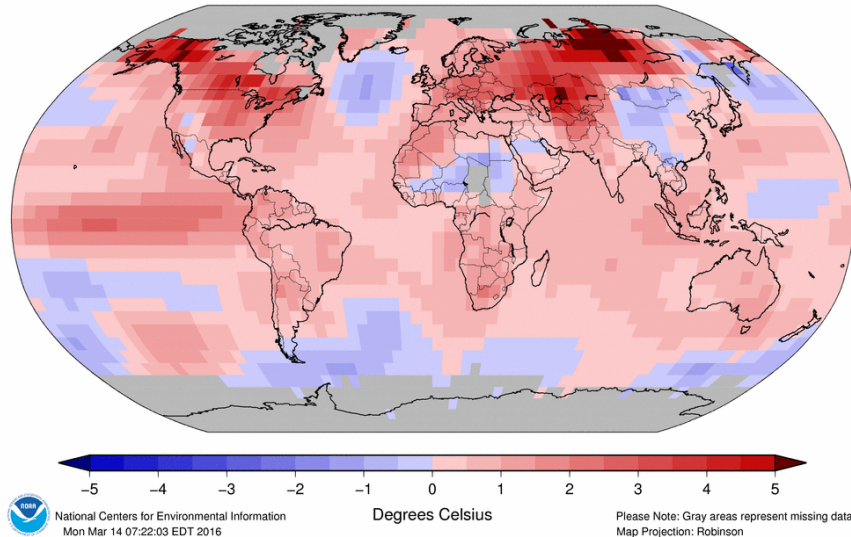 −5 −4 −3 −2 −1 0 1 2 3 4 5
NOAA
National Centers for Environmental Information
Mon Mar 14 07:22:03 EDT 2016
Degrees Celsius
Please Note: Gray areas represent missing data
Map Projection: Robinson